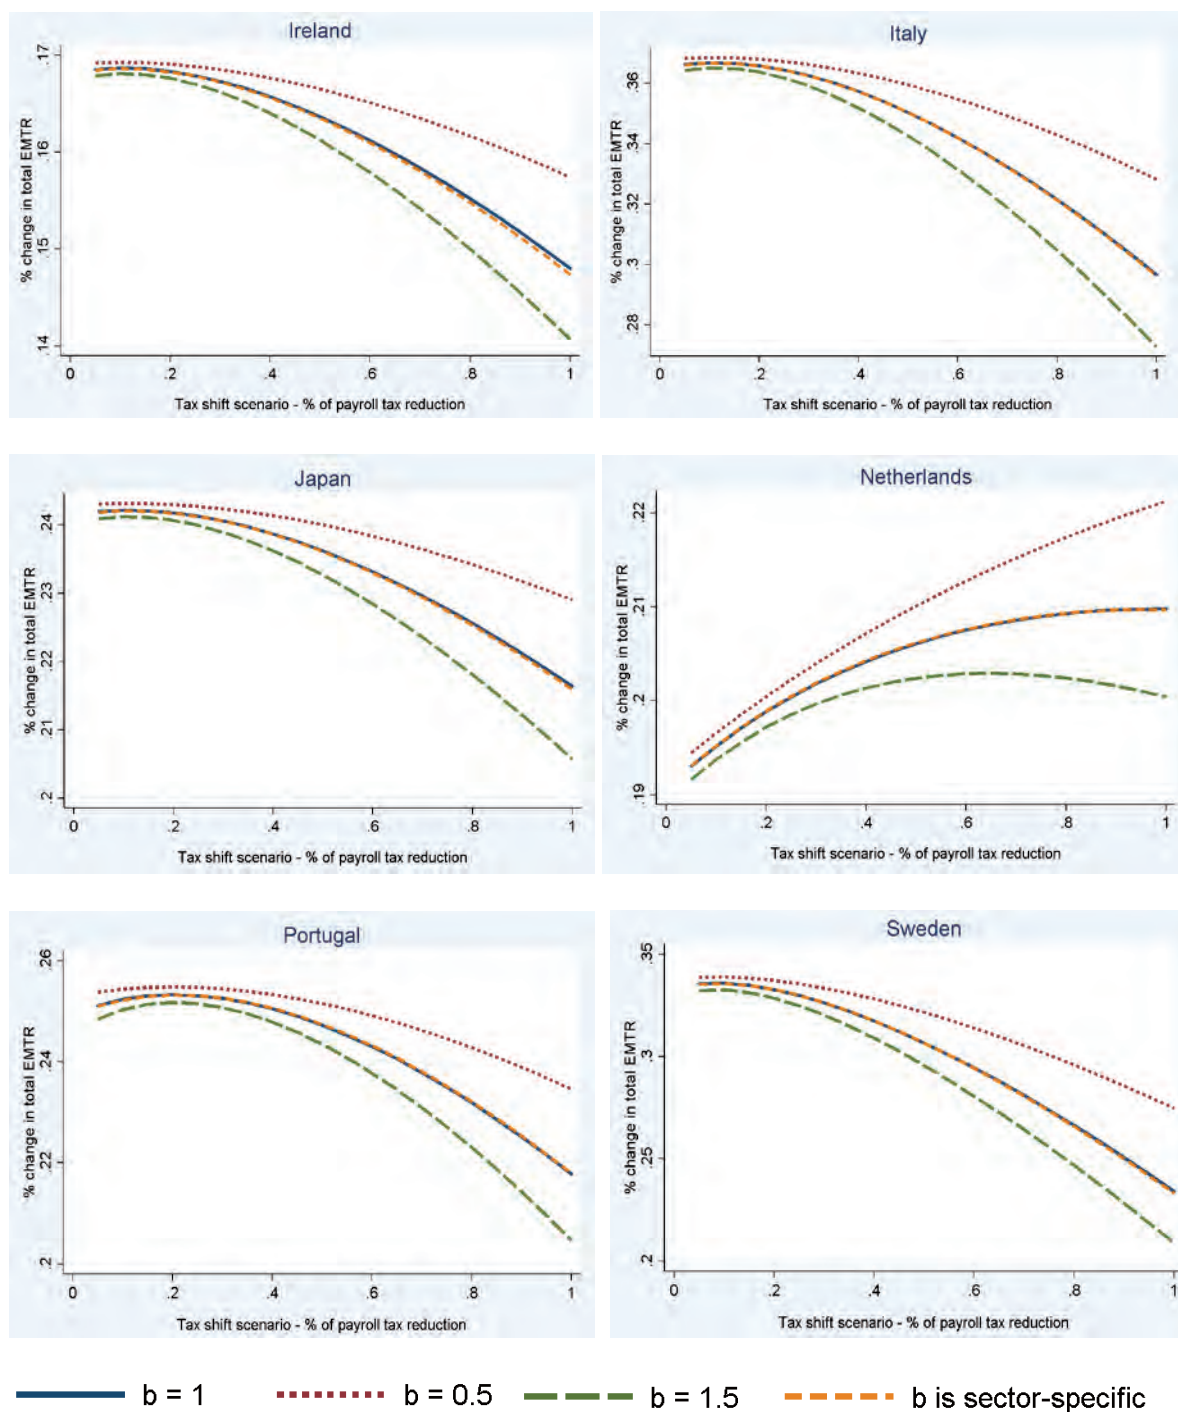 Ireland
% change in total EMTR
.17
.16
.15
.14
0 .2 .4 .6 .8 1
Tax shift scenario - % of payroll tax reduction
Italy
% change in total EMTR
.36
.34
.32
.3
.28
0 .2 .4 .6 .8 1
Tax shift scenario - % of payroll tax reduction
Japan
% change in total EMTR
.24
.23
.22
.21
.2
0 .2 .4 .6 .8 1
Tax shift scenario - % of payroll tax reduction
Netherlands
% change in total EMTR
.22
.21
.2
.19
0 .2 .4 .6 .8 1
Tax shift scenario - % of payroll tax reduction
Portugal
% change in total EMTR
.26
.24
.22
.2
0 .2 .4 .6 .8 1
Tax shift scenario - % of payroll tax reduction
Sweden
% change in total EMTR
.35
.3
.25
.2
0 .2 .4 .6 .8 1
Tax shift scenario - % of payroll tax reduction
b = 1 b = 0.5 b = 1.5 b is sector-specific